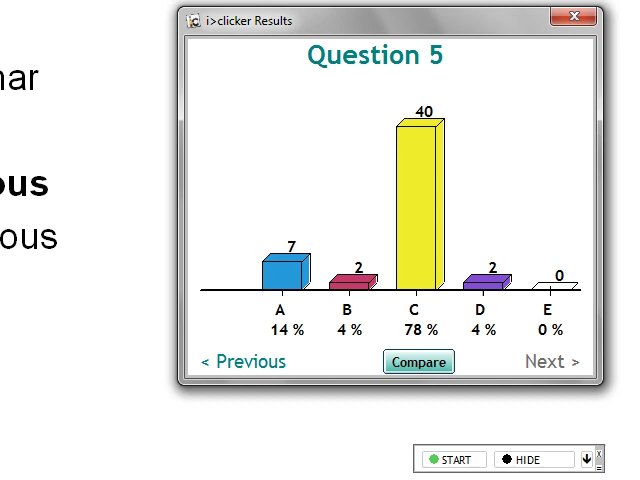 i>clicker Results
Question 5
nar
ous
ous
7 2 40 2 0
A B C D E
14 % 4 % 78 % 4 % 0 %
< Previous Compare Next >
START HIDE